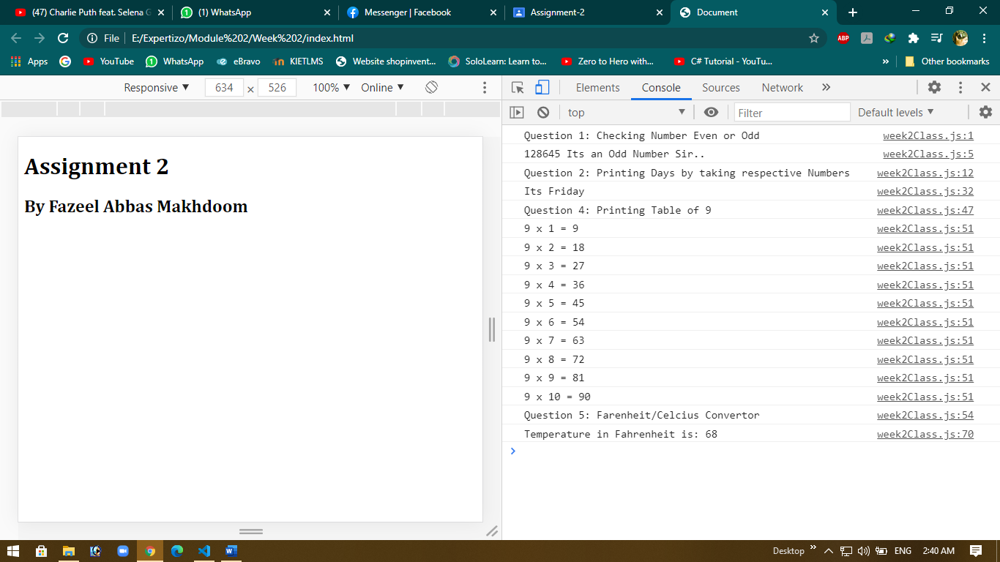 (47) Charlie Puth feat. Selena G
(1) WhatsApp
Messenger | Facebook
Assignment-2
Document
File E:/Expertizo/Module%202/Week%202/index.html
ABP
Apps YouTube WhatsApp eBravo KIETLMS Website shopinvent... SoloLearn: Learn to... Zero to Hero with... C# Tutorial - YouTu... » Other bookmarks
Responsive ▼ 634 × 526 100% ▼ Online ▼
Elements Console Sources Network »
top ▼ Filter Default levels ▼
Assignment 2
By Fazeel Abbas Makhdoom
Question 1: Checking Number Even or Odd week2Class.js:1
128645 Its an Odd Number Sir.. week2Class.js:5
Question 2: Printing Days by taking respective Numbers week2Class.js:12
Its Friday week2Class.js:32
Question 4: Printing Table of 9 week2Class.js:47
9 x 1 = 9 week2Class.js:51
9 x 2 = 18 week2Class.js:51
9 x 3 = 27 week2Class.js:51
9 x 4 = 36 week2Class.js:51
9 x 5 = 45 week2Class.js:51
9 x 6 = 54 week2Class.js:51
9 x 7 = 63 week2Class.js:51
9 x 8 = 72 week2Class.js:51
9 x 9 = 81 week2Class.js:51
9 x 10 = 90 week2Class.js:51
Question 5: Farenheit/Celcius Convertor week2Class.js:54
Temperature in Fahrenheit is: 68 week2Class.js:70
Desktop » ENG 2:40 AM